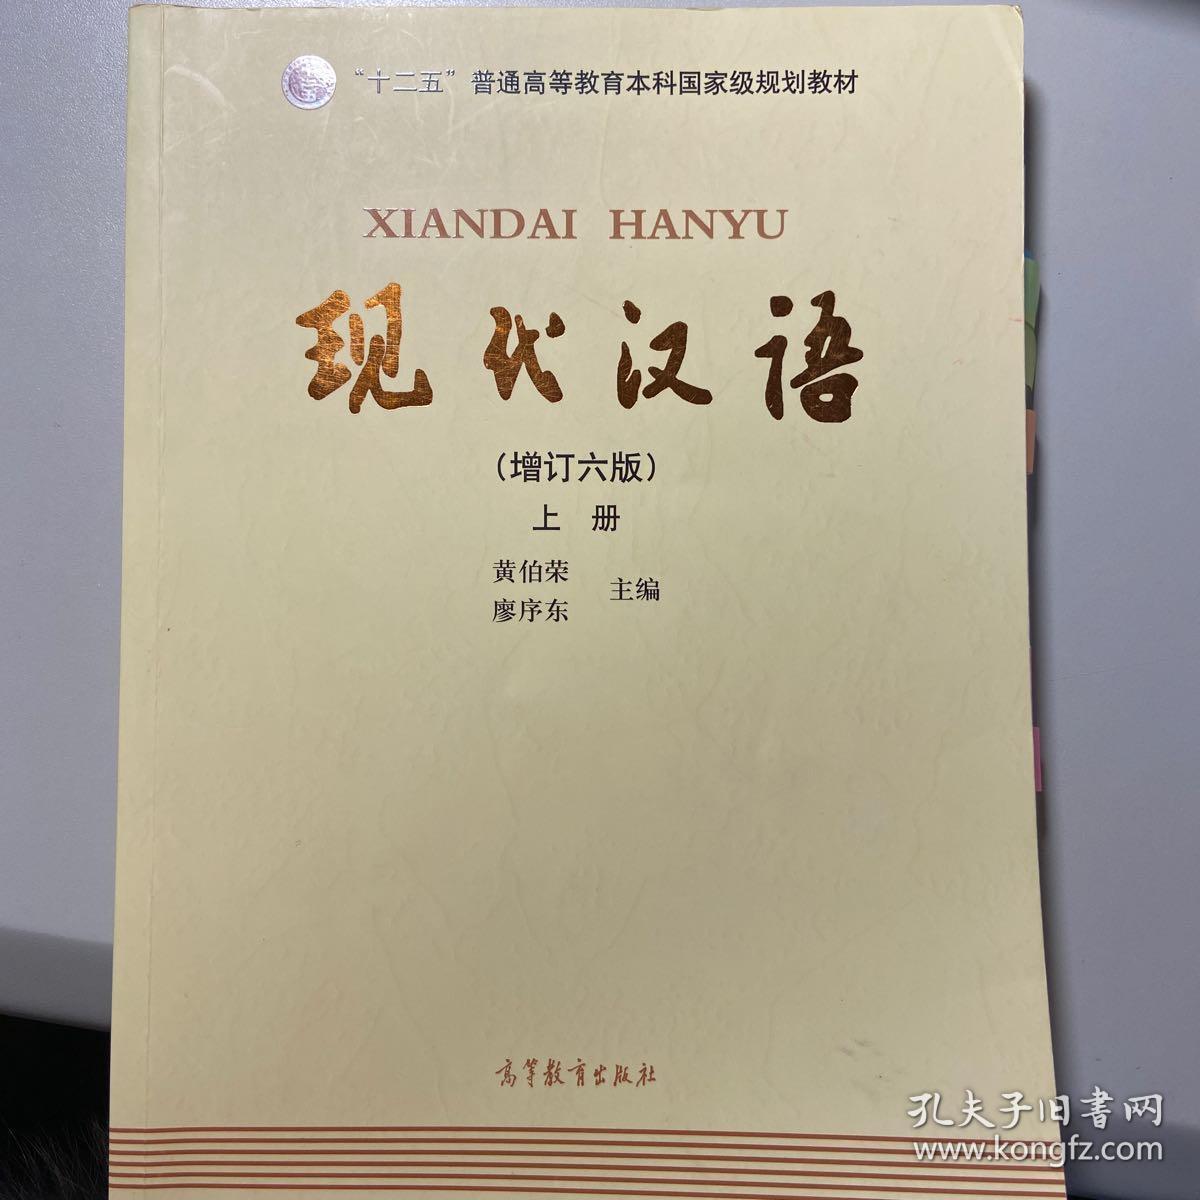 “十二五”普通高等教育本科国家级规划教材
XIANDAI HANYU
现代汉语
(增订六版)
上 册
黄伯荣
廖序东
主编
高等教育出版社
孔夫子旧书网
www.kongfz.com